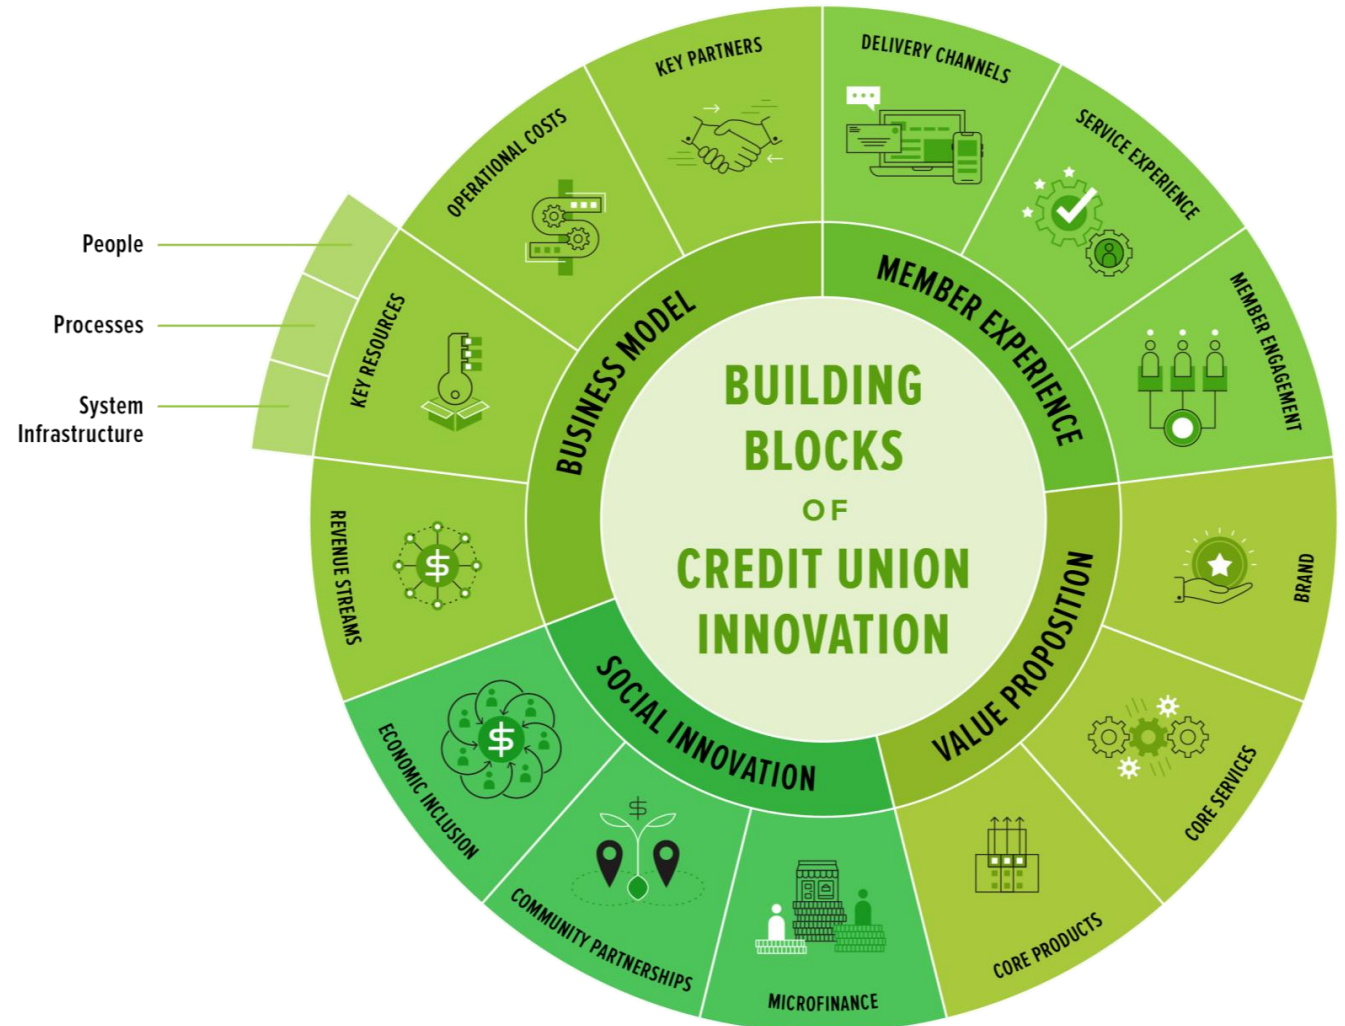 BUILDING
BLOCKS
OF
CREDIT UNION
INNOVATION
MEMBER EXPERIENCE
DELIVERY CHANNELS
SERVICE EXPERIENCE
MEMBER ENGAGEMENT
VALUE PROPOSITION
BRAND
CORE SERVICES
CORE PRODUCTS
SOCIAL INNOVATION
MICROFINANCE
COMMUNITY PARTNERSHIPS
ECONOMIC INCLUSION
BUSINESS MODEL
REVENUE STREAMS
KEY RESOURCES
People
Processes
System
Infrastructure
OPERATIONAL COSTS
KEY PARTNERS
$
$
$